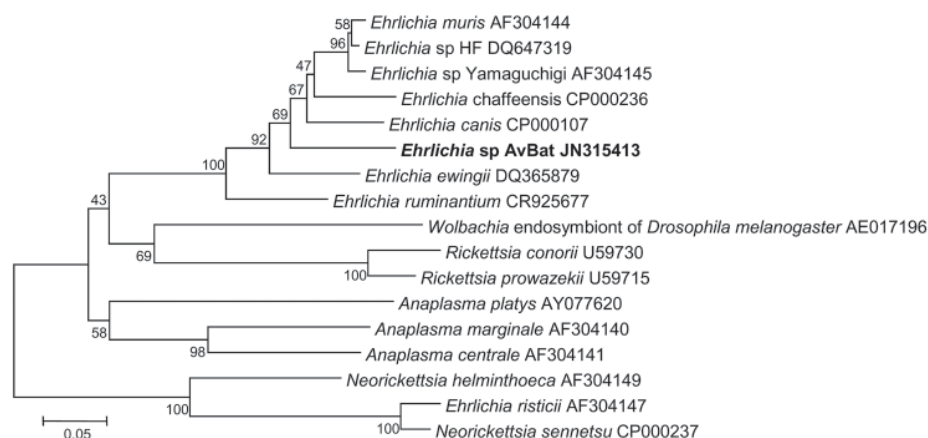 58
Ehrlichia muris AF304144
96
Ehrlichia sp HF DQ647319
47
Ehrlichia sp Yamaguchigi AF304145
67
Ehrlichia chaffeensis CP000236
69
Ehrlichia canis CP000107
92
Ehrlichia sp AvBat JN315413
100
Ehrlichia ewingii DQ365879
43
Ehrlichia ruminantium CR925677
Wolbachia endosymbiont of Drosophila melanogaster AE017196
69
Rickettsia conorii U59730
100
Rickettsia prowazekii U59715
Anaplasma platys AY077620
58
Anaplasma marginale AF304140
98
Anaplasma centrale AF304141
Neorickettsia helminthoeca AF304149
100
Ehrlichia risticii AF304147
100
Neorickettsia sennetsu CP000237
0.05